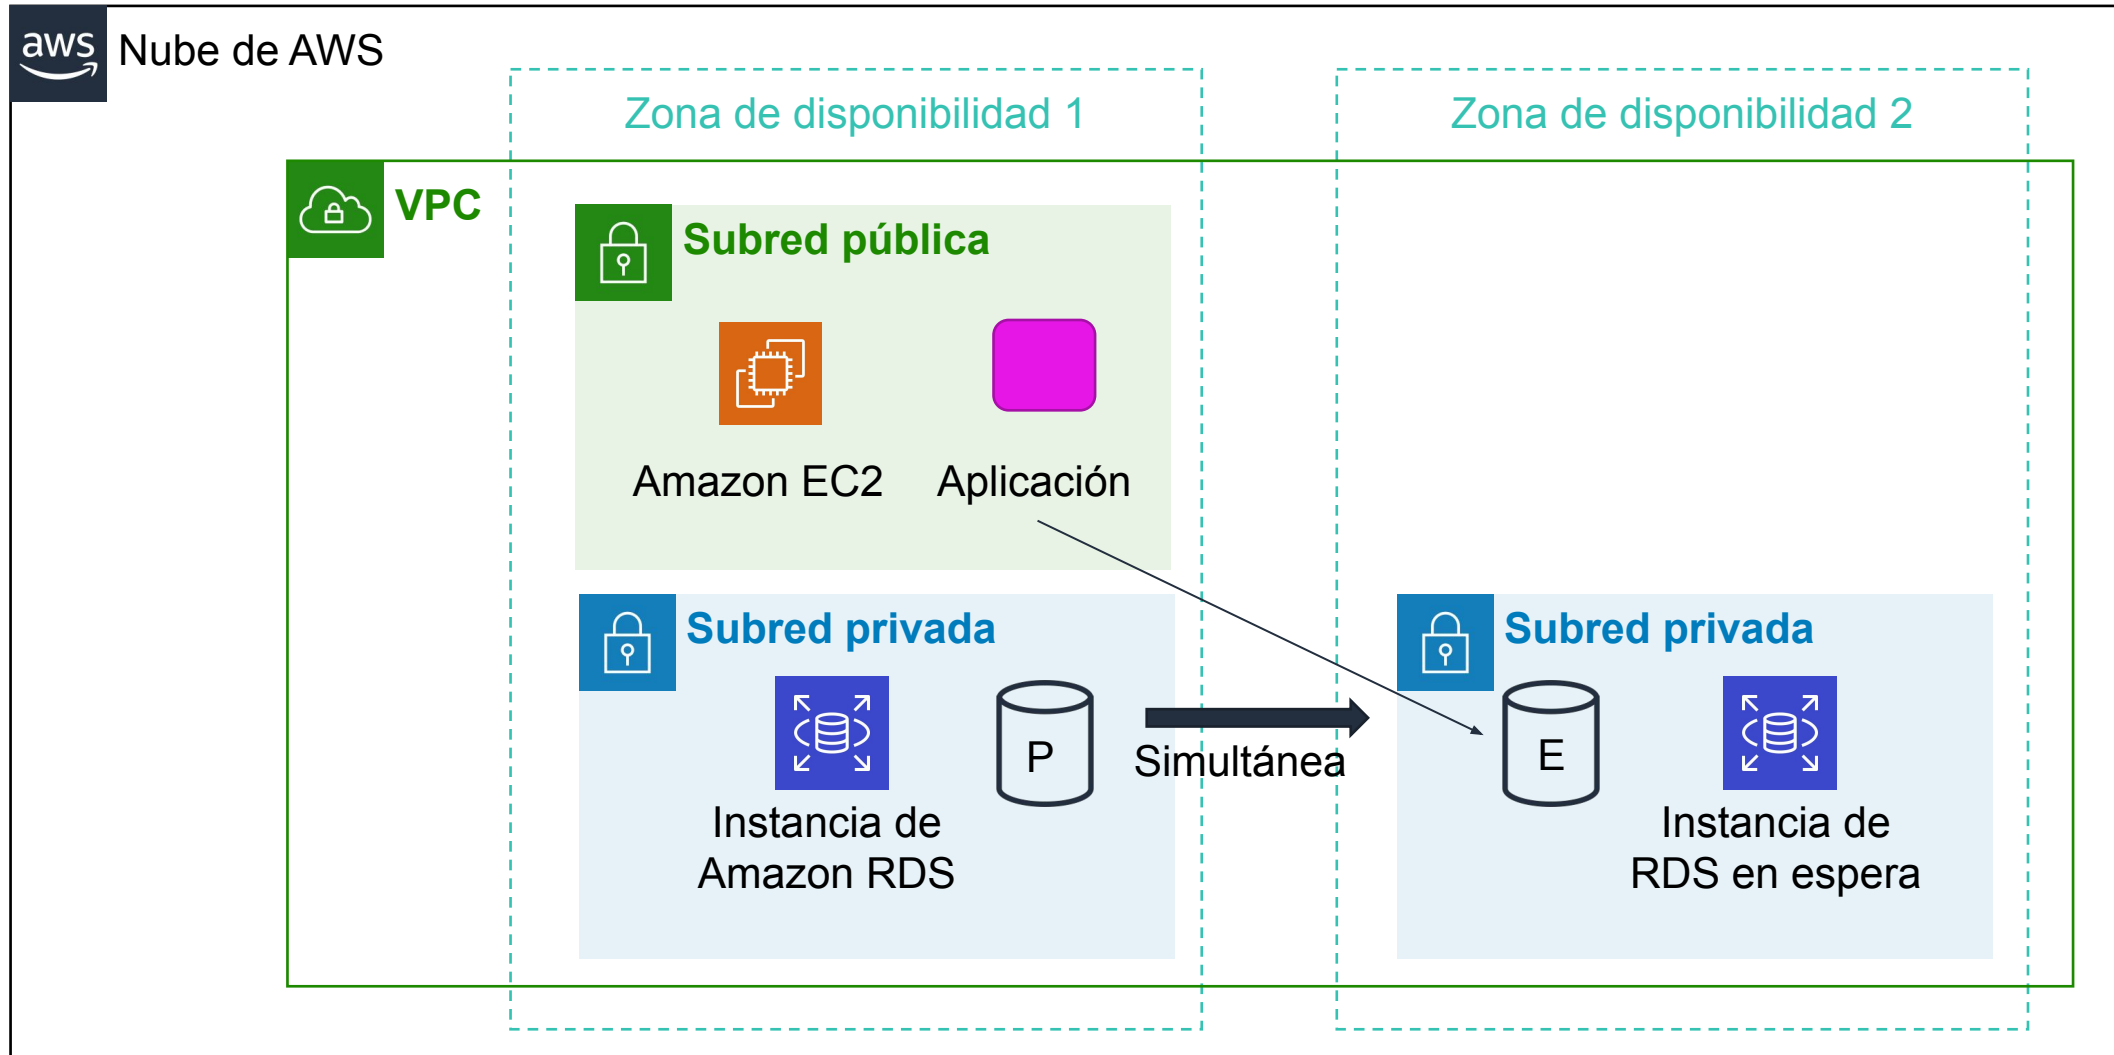 aws
Nube de AWS
Zona de disponibilidad 1
Zona de disponibilidad 2
VPC
Subred pública
Amazon EC2
Aplicación
Subred privada
P
Instancia de
Amazon RDS
Simultánea
Subred privada
E
Instancia de
RDS en espera